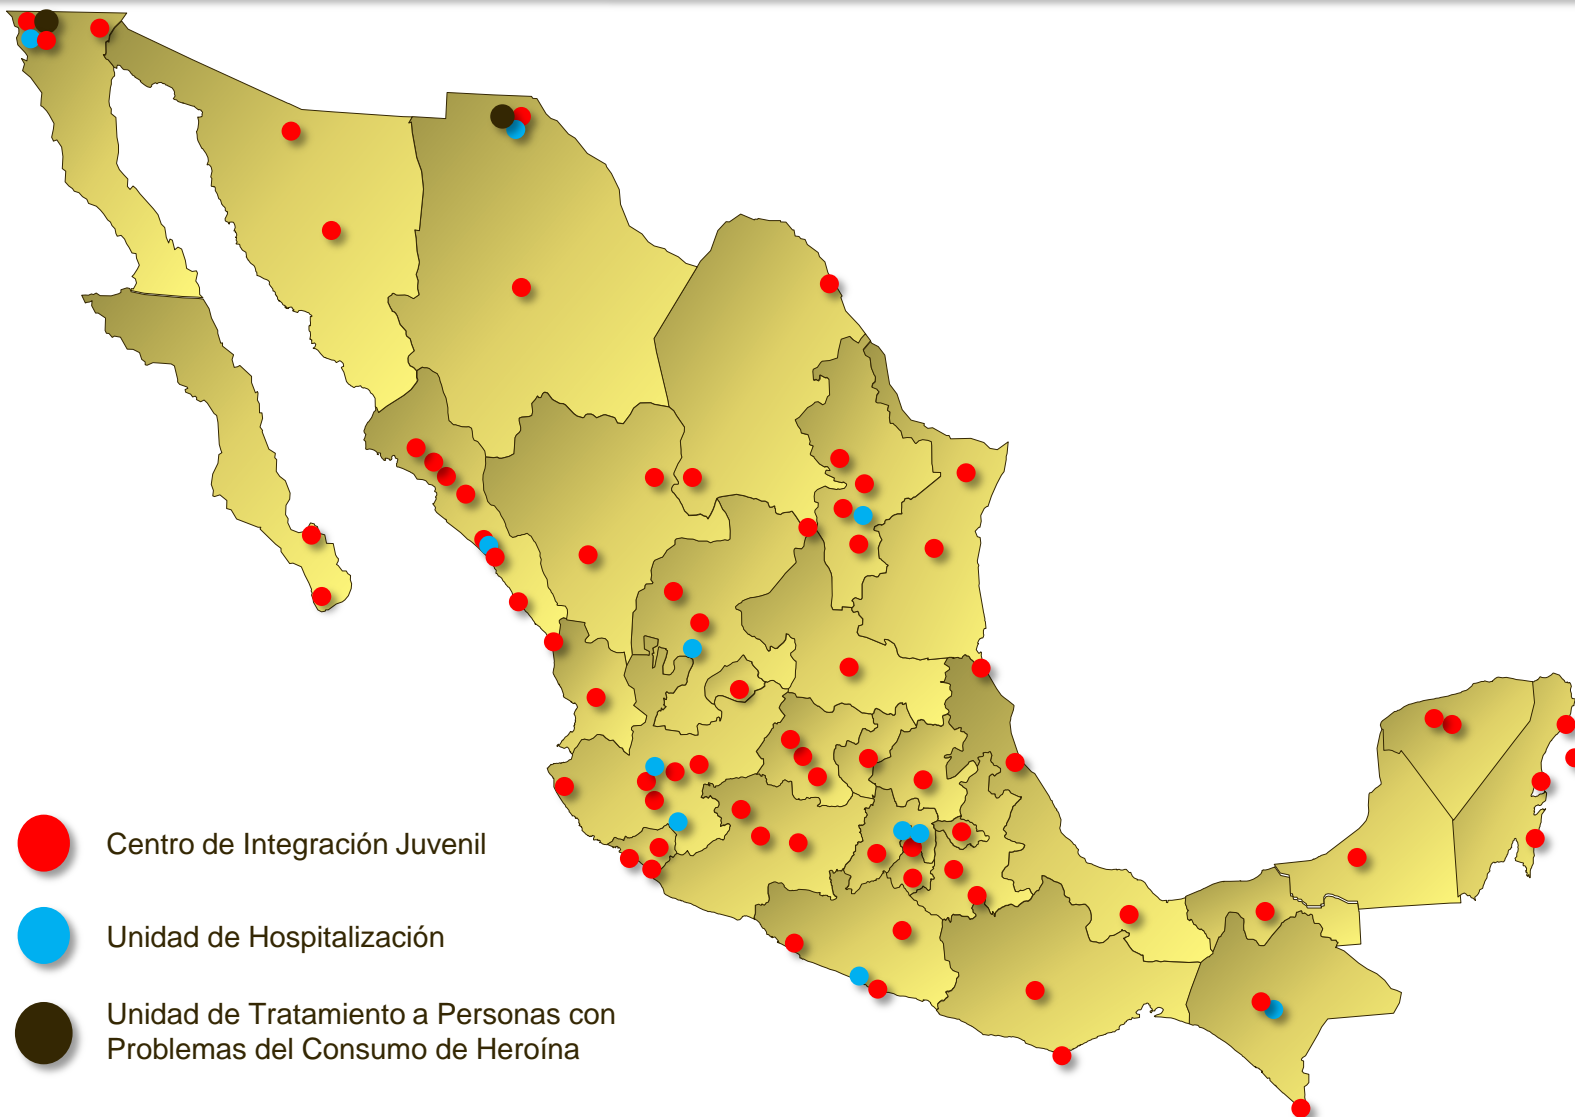 Centro de Integración Juvenil
Unidad de Hospitalización
Unidad de Tratamiento a Personas con
Problemas del Consumo de Heroína